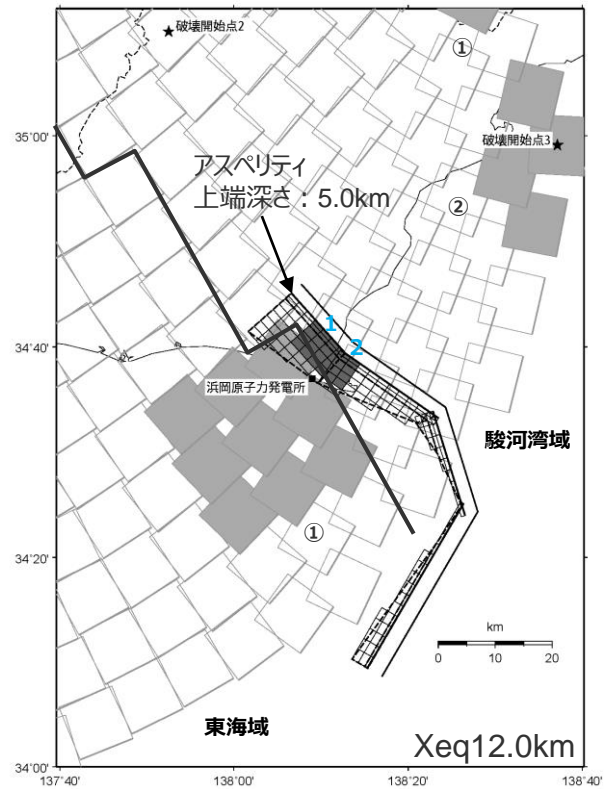 ★破壊開始点2
①
35°00'
破壊開始点3★
アスペリティ
上端深さ：5.0km
②
1
2
34°40'
浜岡原子力発電所
駿河湾域
①
34°20'
km
0 10 20
東海域
Xeq12.0km
34°00'
137°40' 138°00' 138°20' 138°40'